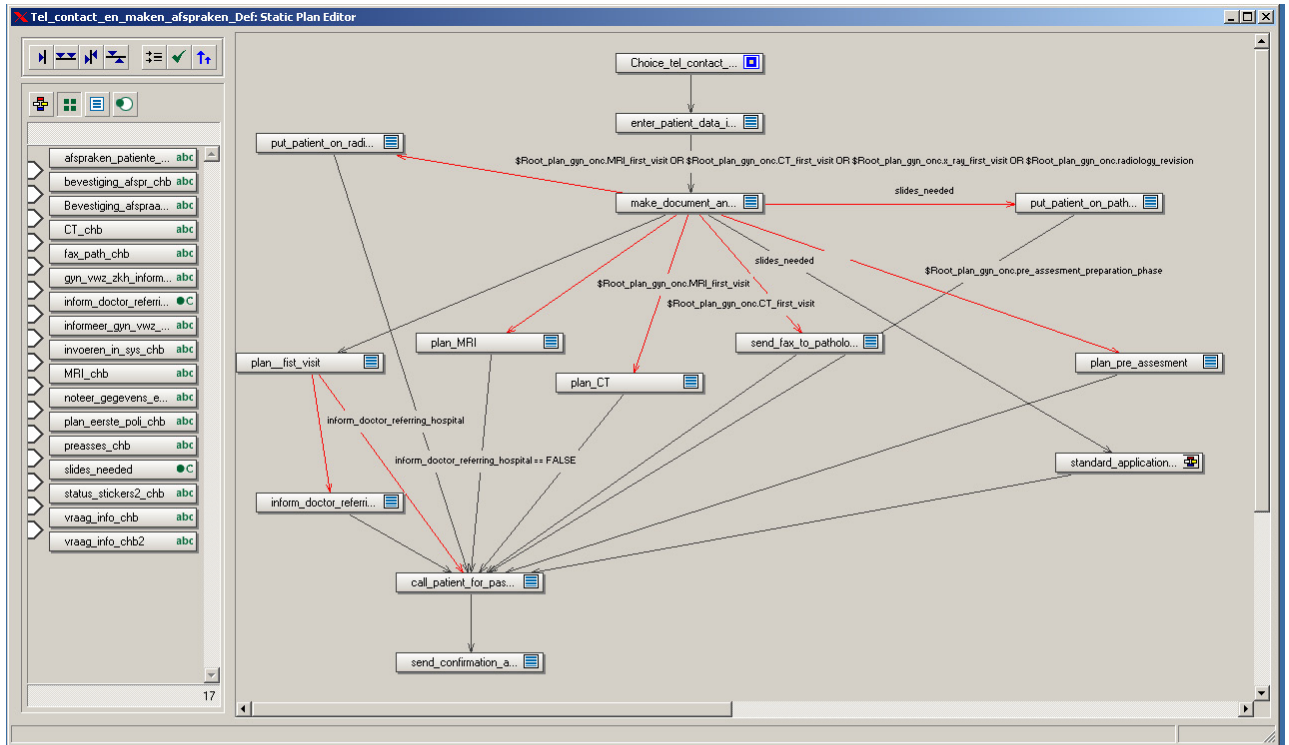 Tel_contact_en_maken_afspraken_Def: Static Plan Editor
afspraken_patiente_... abc
bevestiging_afspr_chb abc
Bevestiging_afspraa... abc
CT_chb abc
fax_path_chb abc
gyn_vwz_zkh_inform... abc
inform_doctor_referri... C
informeer_gyn_vwz_... abc
invoeren_in_sys_chb abc
MRI_chb abc
noteer_gegevens_e... abc
plan_eerste_poli_chb abc
preasses_chb abc
slides_needed C
status_stickers2_chb abc
vraag_info_chb abc
vraag_info_chb2 abc
17
Choice_tel_contact_...
enter_patient_data_i...
put_patient_on_radi...
$Root_plan_gyn_onc.MRI_first_visit OR $Root_plan_gyn_onc.CT_first_visit OR $Root_plan_gyn_onc.x_ray_first_visit OR $Root_plan_gyn_onc.radiology_revision
slides_needed
make_document_an...
put_patient_on_path...
slides_needed
$Root_plan_gyn_onc.pre_assesment_preparation_phase
$Root_plan_gyn_onc.MRI_first_visit
$Root_plan_gyn_onc.CT_first_visit
plan_MRI
send_fax_to_patholo...
plan__fist_visit
plan_pre_assesment
plan_CT
inform_doctor_referring_hospital
inform_doctor_referring_hospital == FALSE
standard_application...
inform_doctor_referri...
call_patient_for_pas...
send_confirmation_a...